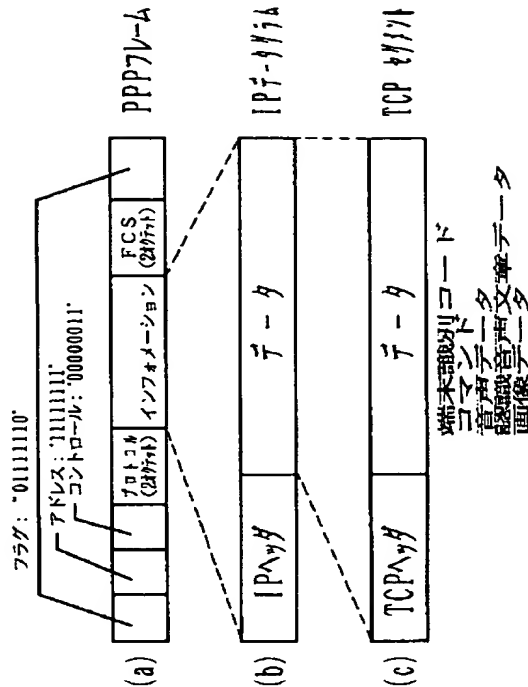 フラグ: "01111110"
アドレス: "11111111"
コントロール: "00000011"
(a)
プロトコル
(2オクテット)
インフォメーション
FCS
(2オクテット)
PPPフレーム
(b)
IPヘッダ
データ
IPデータグラム
(c)
TCPヘッダ
データ
TCP セグメント
端末識別コード
コマンド
音声データ
認識音声文章データ
画像データ